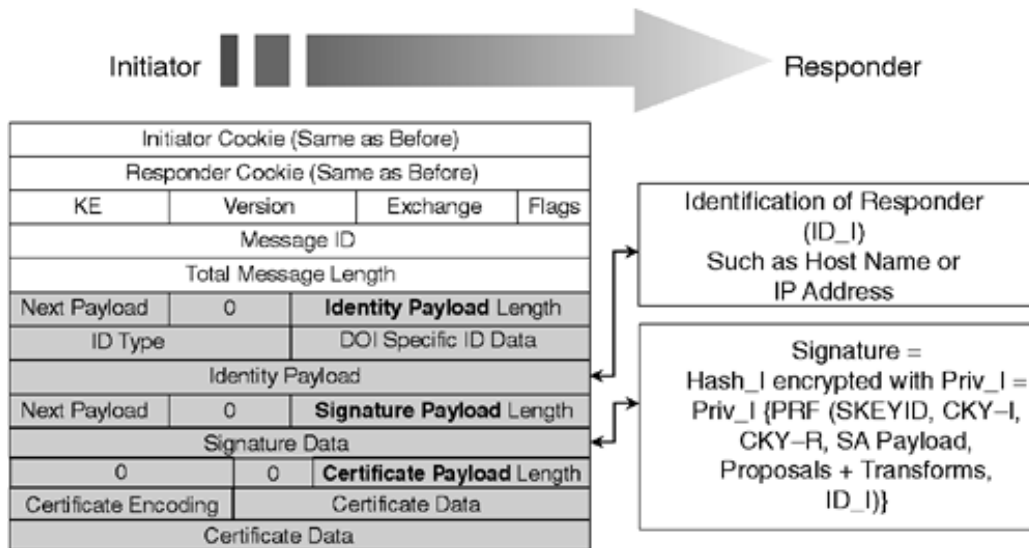 Initiator
Responder
Initiator Cookie (Same as Before)
Responder Cookie (Same as Before)
KE Version Exchange Flags
Message ID
Total Message Length
Next Payload 0 Identity Payload Length
ID Type DOI Specific ID Data
Identity Payload
Next Payload 0 Signature Payload Length
Signature Data
0 0 Certificate Payload Length
Certificate Encoding Certificate Data
Certificate Data
Identification of Responder
(ID_I)
Such as Host Name or
IP Address
Signature =
Hash_I encrypted with Priv_I =
Priv_I {PRF (SKEYID, CKY–I,
CKY–R, SA Payload,
Proposals + Transforms,
ID_I)}